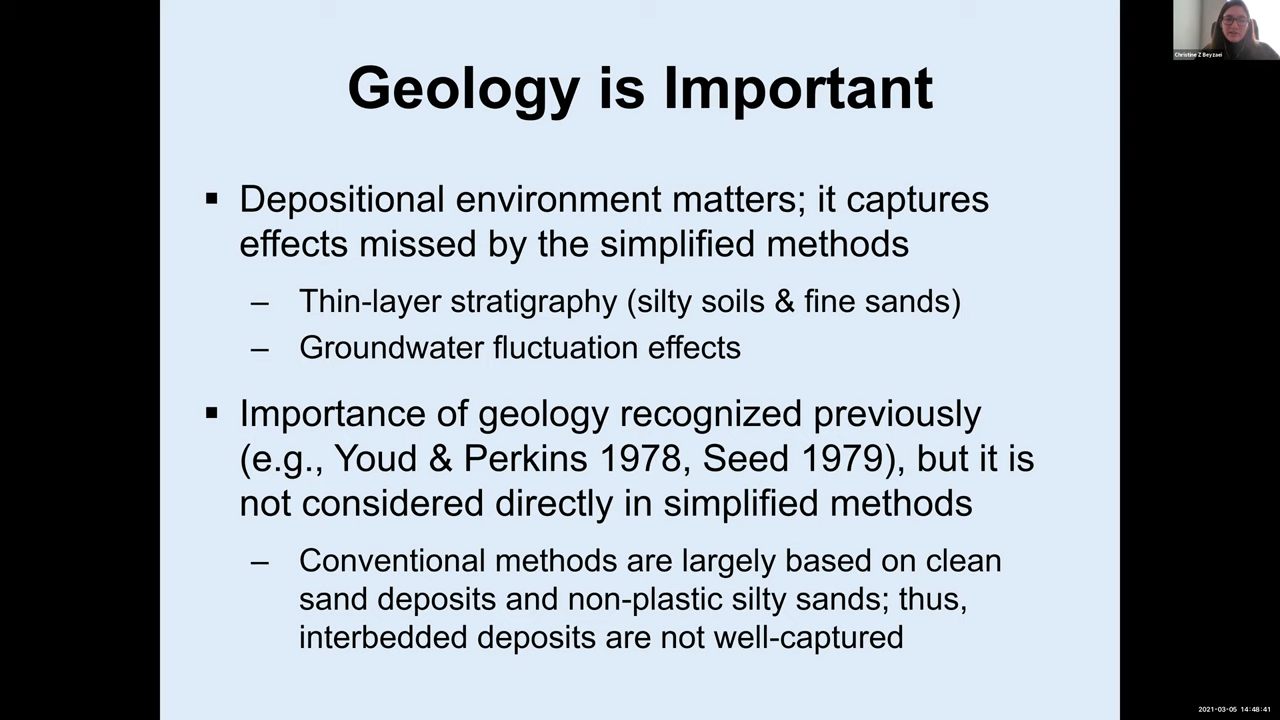 Christine Z Beyzaei
Geology is Important
▪ Depositional environment matters; it captures
effects missed by the simplified methods
– Thin-layer stratigraphy (silty soils & fine sands)
– Groundwater fluctuation effects
▪ Importance of geology recognized previously
(e.g., Youd & Perkins 1978, Seed 1979), but it is
not considered directly in simplified methods
– Conventional methods are largely based on clean
sand deposits and non-plastic silty sands; thus,
interbedded deposits are not well-captured
2021-03-05 14:48:41